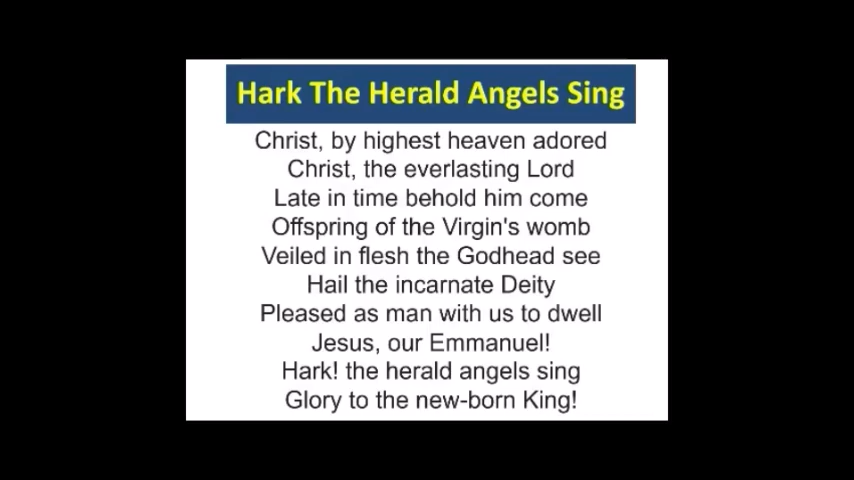 Hark The Herald Angels Sing
Christ, by highest heaven adored
Christ, the everlasting Lord
Late in time behold him come
Offspring of the Virgin's womb
Veiled in flesh the Godhead see
Hail the incarnate Deity
Pleased as man with us to dwell
Jesus, our Emmanuel!
Hark! the herald angels sing
Glory to the new-born King!